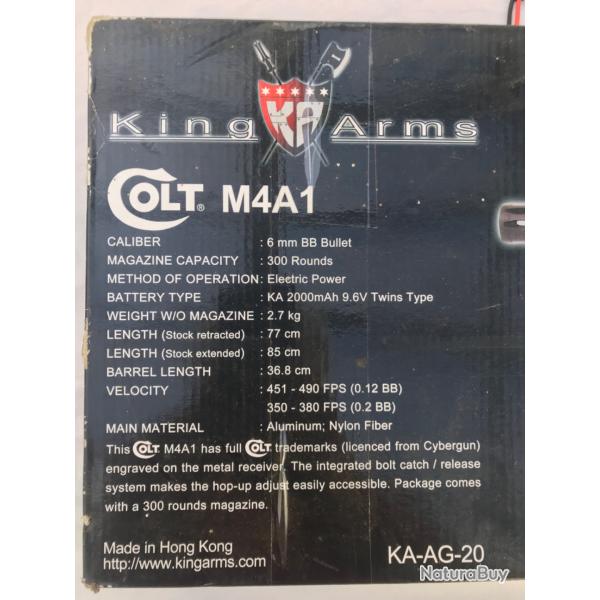 King KA Arms
COLT® M4A1
CALIBER : 6 mm BB Bullet
MAGAZINE CAPACITY : 300 Rounds
METHOD OF OPERATION : Electric Power
BATTERY TYPE : KA 2000mAh 9.6V Twins Type
WEIGHT W/O MAGAZINE : 2.7 kg
LENGTH (Stock retracted) : 77 cm
LENGTH (Stock extended) : 85 cm
BARREL LENGTH : 36.8 cm
VELOCITY : 451 - 490 FPS (0.12 BB)
350 - 380 FPS (0.2 BB)
MAIN MATERIAL : Aluminum; Nylon Fiber
This COLT M4A1 has full COLT trademarks (licenced from Cybergun)
engraved on the metal receiver. The integrated bolt catch / release
system makes the hop-up adjust easily accessible. Package comes
with a 300 rounds magazine.
Made in Hong Kong
http://www.kingarms.com KA-AG-20
NaturaBuy